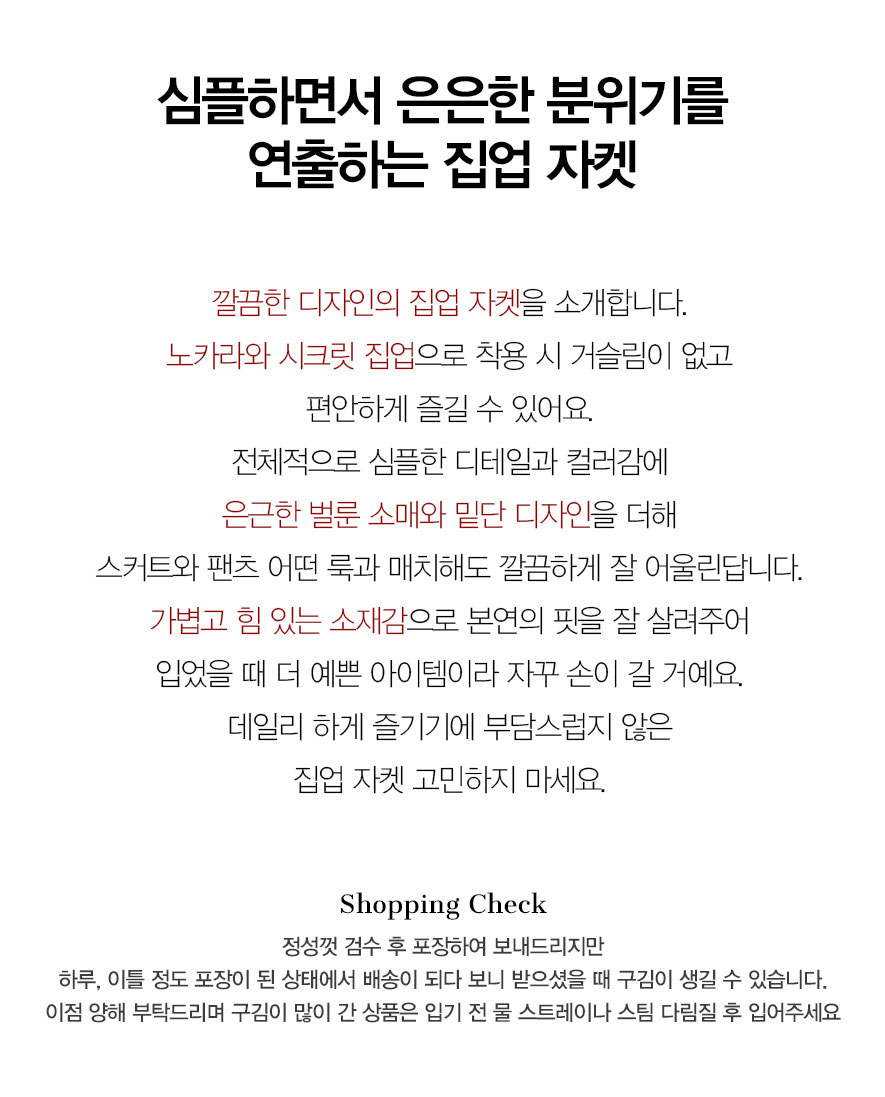 심플하면서 은은한 분위기를
연출하는 집업 자켓
깔끔한 디자인의 집업 자켓을 소개합니다.
노카라와 시크릿 집업으로 착용 시 거슬림이 없고
편안하게 즐길 수 있어요.
전체적으로 심플한 디테일과 컬러감에
은근한 벌룬 소매와 밑단 디자인을 더해
스커트와 팬츠 어떤 룩과 매치해도 깔끔하게 잘 어울린답니다.
가볍고 힘 있는 소재감으로 본연의 핏을 잘 살려주어
입었을 때 더 예쁜 아이템이라 자꾸 손이 갈 거예요.
데일리 하게 즐기기에 부담스럽지 않은
집업 자켓 고민하지 마세요.
Shopping Check
정성껏 검수 후 포장하여 보내드리지만
하루, 이틀 정도 포장이 된 상태에서 배송이 되다 보니 받으셨을 때 구김이 생길 수 있습니다.
이점 양해 부탁드리며 구김이 많이 간 상품은 입기 전 물 스트레이나 스팀 다림질 후 입어주세요